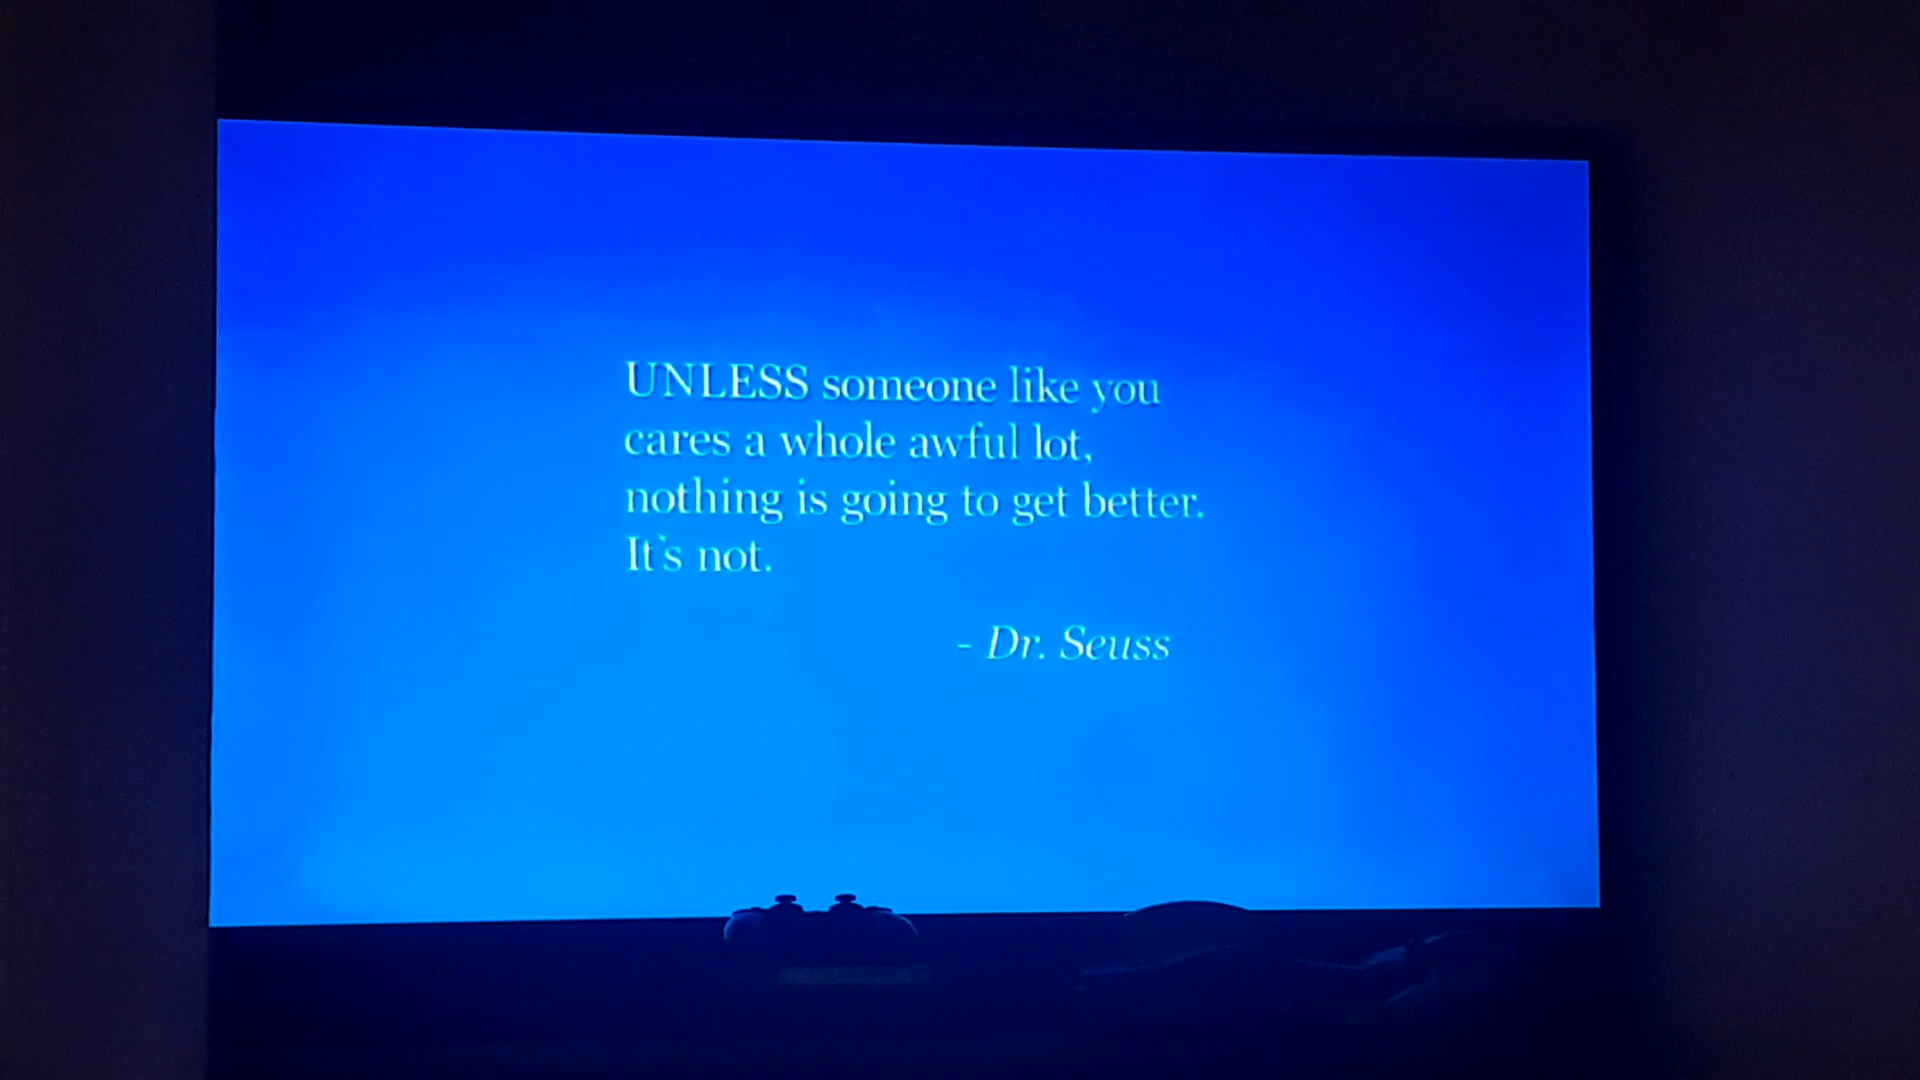 UNLESS someone like you
cares a whole awful lot,
nothing is going to get better.
It's not.
- Dr. Seuss